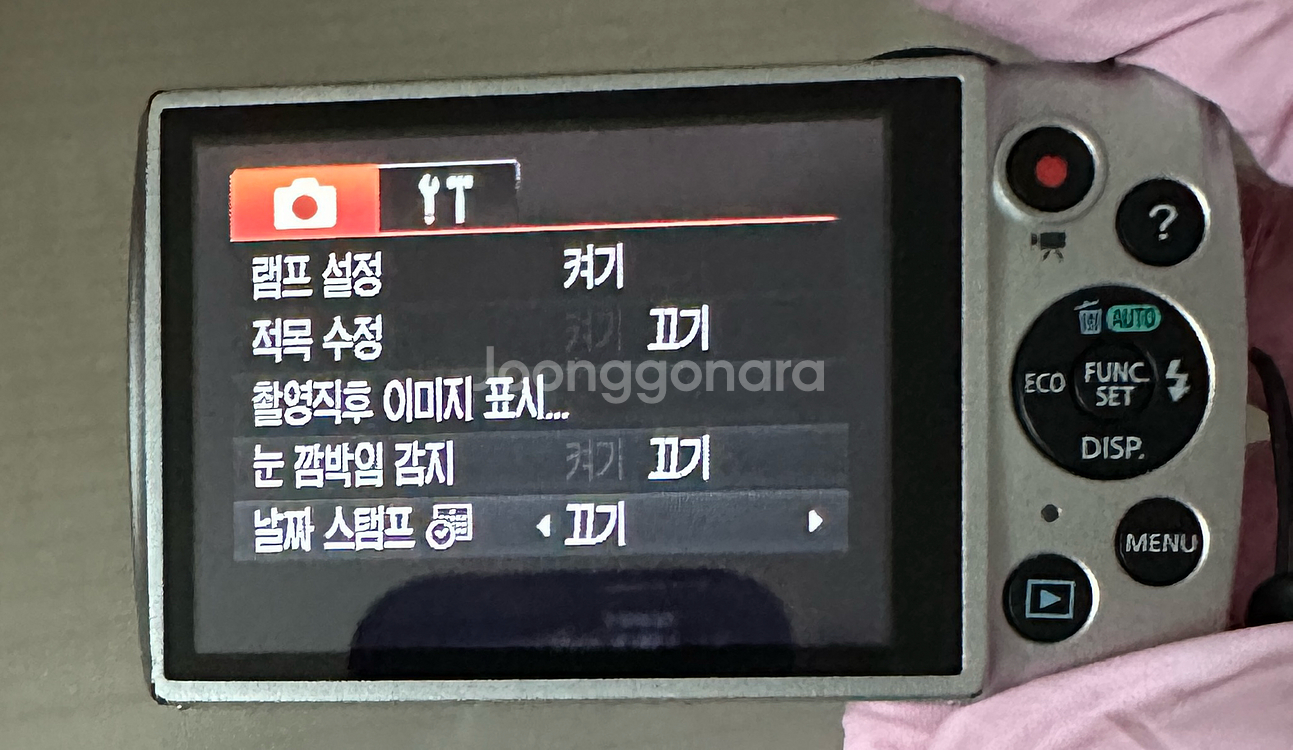 램프 설정 켜기
적목 수정 켜기 끄기
촬영직후 이미지 표시...
눈 깜박임 감지 켜기 끄기
날짜 스탬프 끄기
Joonggonara
?
AUTO
ECO
FUNC.
SET
DISP.
MENU